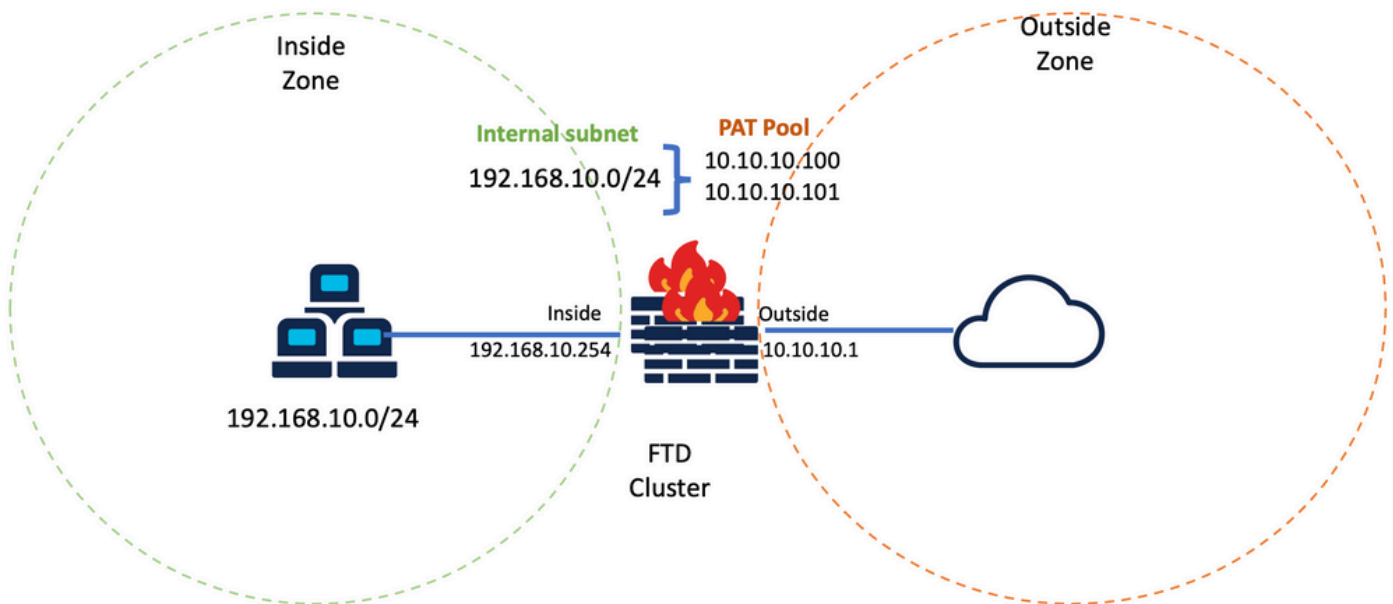 Inside
Zone
Outside
Zone
Internal subnet
192.168.10.0/24
PAT Pool
10.10.10.100
10.10.10.101
Inside
192.168.10.254
Outside
10.10.10.1
192.168.10.0/24
FTD
Cluster